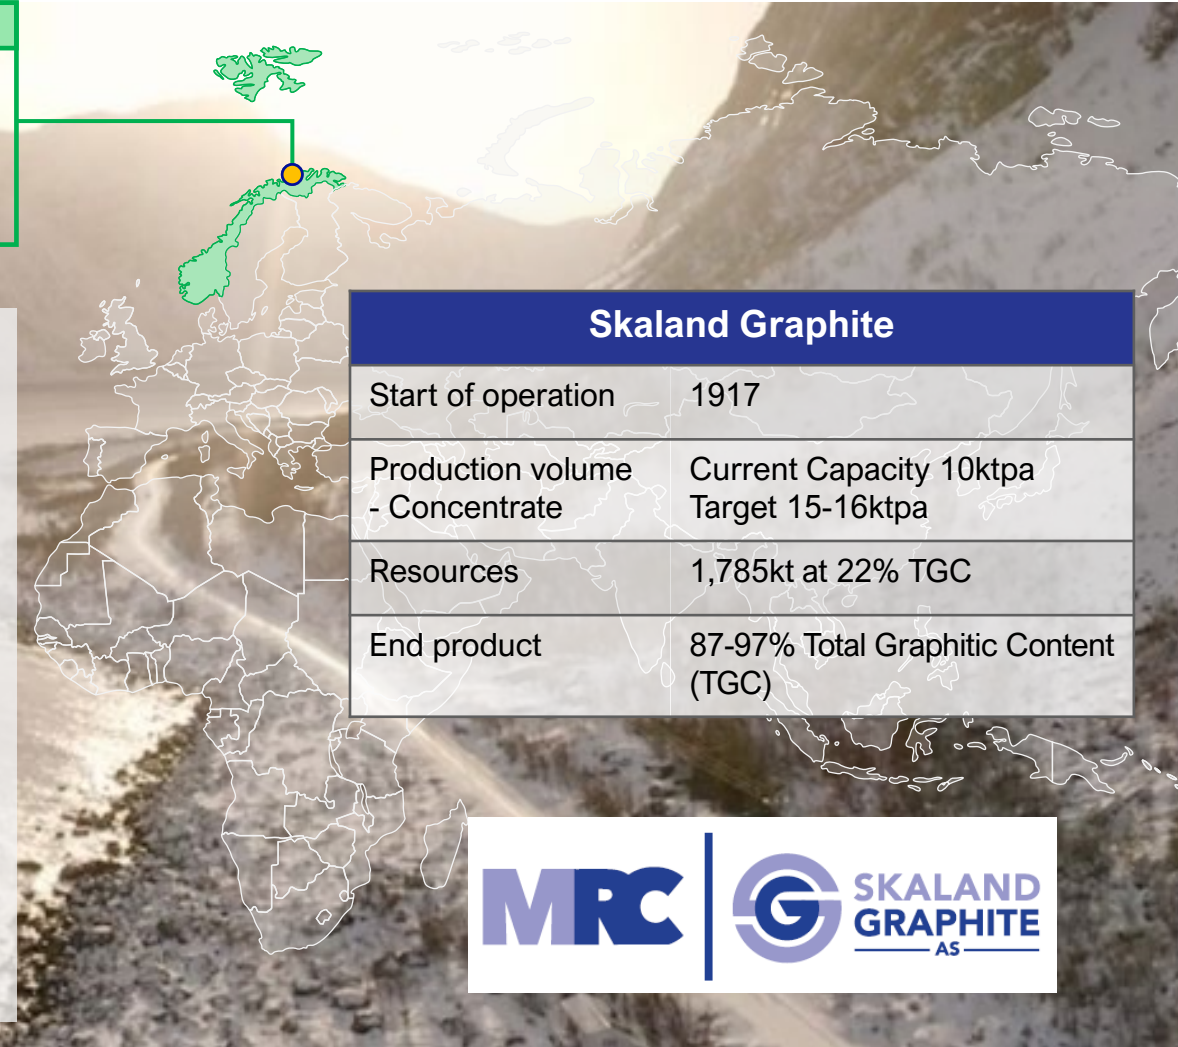 Skaland Graphite
Start of operation 1917
Production volume Current Capacity 10ktpa
- Concentrate Target 15-16ktpa
Resources 1,785kt at 22% TGC
End product 87-97% Total Graphitic Content
(TGC)
MRC
SKALAND
GRAPHITE
AS